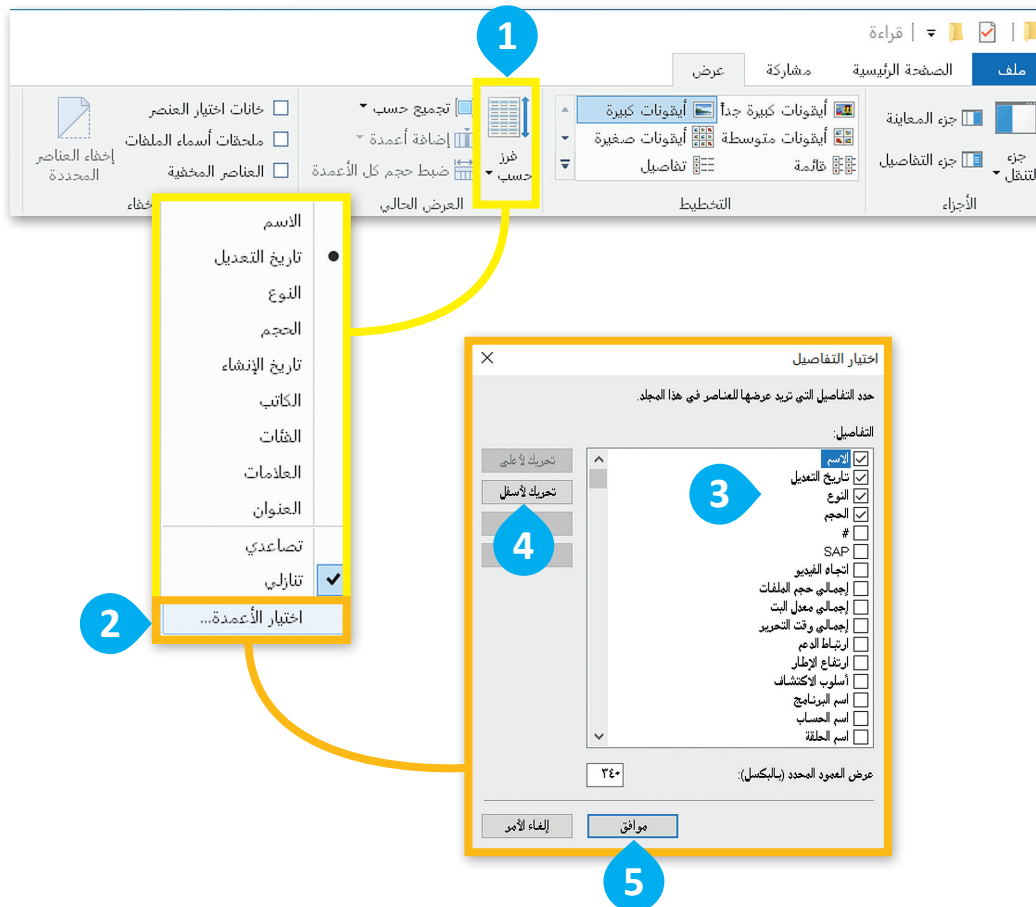 1
قراءة
ملف
الصفحة الرئيسية
مشاركة
عرض
جزء التنقل
جزء المعاينة
جزء التفاصيل
الأجزاء
أيقونات كبيرة جداً
أيقونات كبيرة
أيقونات متوسطة
أيقونات صغيرة
قائمة
تفاصيل
التخطيط
فرز
حسب
تجميع حسب
إضافة أعمدة
ضبط حجم كل الأعمدة
العرض الحالي
خانات اختيار العنصر
ملحقات أسماء الملفات
العناصر المخفية
إخفاء العناصر
المحددة
خفاء
الاسم
تاريخ التعديل
النوع
الحجم
تاريخ الإنشاء
الكاتب
الفئات
العلامات
العنوان
تصاعدي
تنازلي
2
اختيار الأعمدة...
اختيار التفاصيل
حدد التفاصيل التي تريد عرضها للعناصر في هذا المجلد.
التفاصيل:
الاسم
تاريخ التعديل
النوع
الحجم
#
SAP
اتجاه الفيديو
إجمالي حجم الملفات
إجمالي معدل البت
إجمالي وقت التحرير
ارتباط الدعم
ارتفاع الإطار
أسلوب الاكتشاف
اسم البرنامج
اسم الحساب
اسم الحلقة
3
تحريك لأعلى
تحريك لأسفل
4
عرض العمود المحدد (بالبكسل):
٣٤٠
موافق
إلغاء الأمر
5